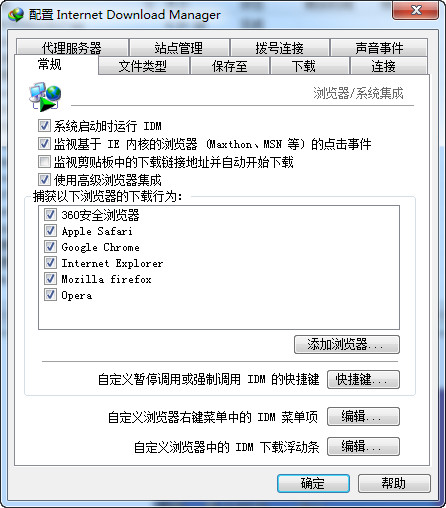 配置 Internet Download Manager
代理服务器 站点管理 拨号连接 声音事件
常规 文件类型 保存至 下载 连接
浏览器/系统集成
系统启动时运行 IDM
监视基于 IE 内核的浏览器 (Maxthon、MSN 等) 的点击事件
监视剪贴板中的下载链接地址并自动开始下载
使用高级浏览器集成
捕获以下浏览器的下载行为:
360安全浏览器
Apple Safari
Google Chrome
Internet Explorer
Mozilla firefox
Opera
添加浏览器...
自定义暂停调用或强制调用 IDM 的快捷键 快捷键...
自定义浏览器右键菜单中的 IDM 菜单项 编辑...
自定义浏览器中的 IDM 下载浮动条 编辑...
确定 帮助